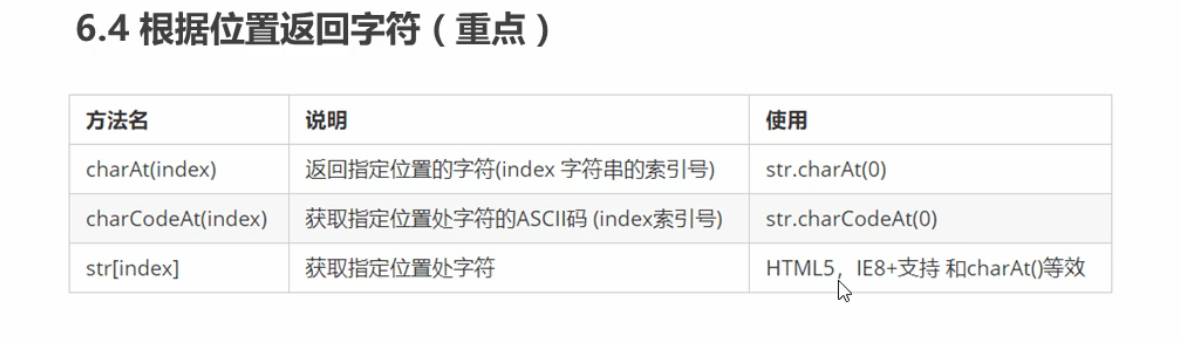 6.4 根据位置返回字符（重点）
方法名 说明 使用
charAt(index) 返回指定位置的字符(index 字符串的索引号) str.charAt(0)
charCodeAt(index) 获取指定位置处字符的ASCII码 (index索引号) str.charCodeAt(0)
str[index] 获取指定位置处字符 HTML5，IE8+支持 和charAt()等效